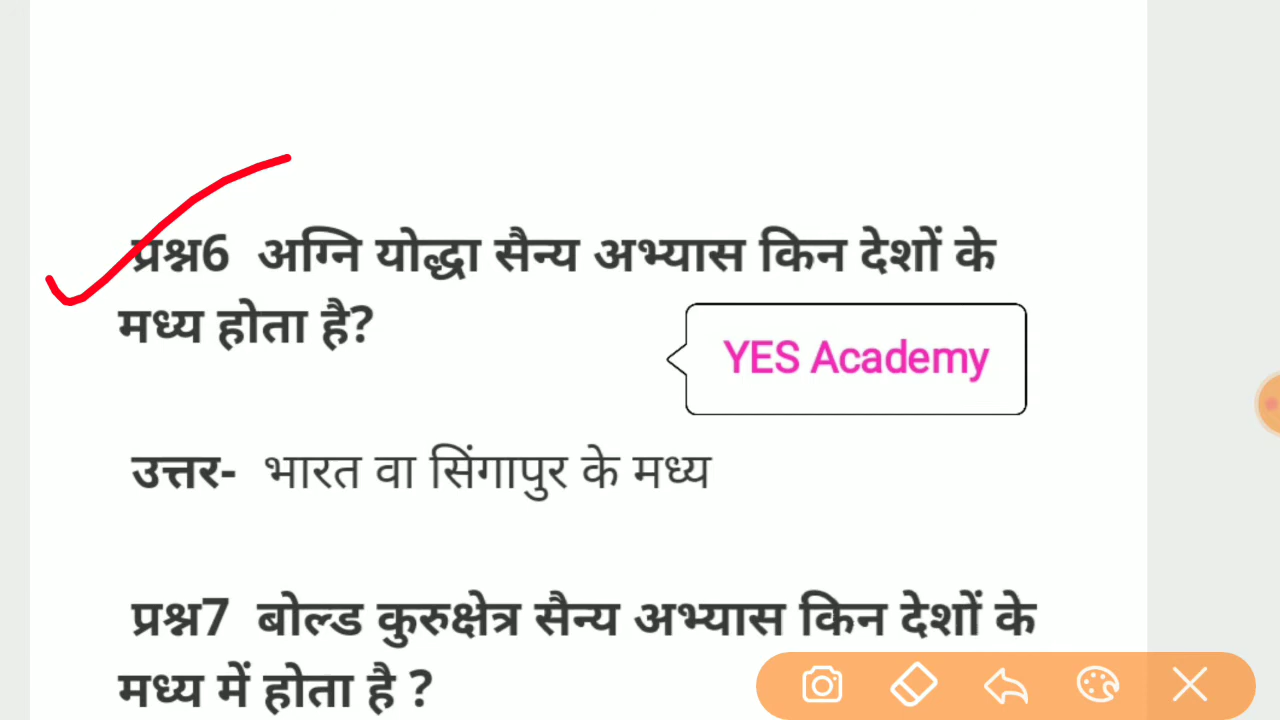 प्रश्न6 अग्नि योद्धा सैन्य अभ्यास किन देशों के
मध्य होता है?
YES Academy
उत्तर- भारत वा सिंगापुर के मध्य
प्रश्न7 बोल्ड कुरुक्षेत्र सैन्य अभ्यास किन देशों के
मध्य में होता है ?